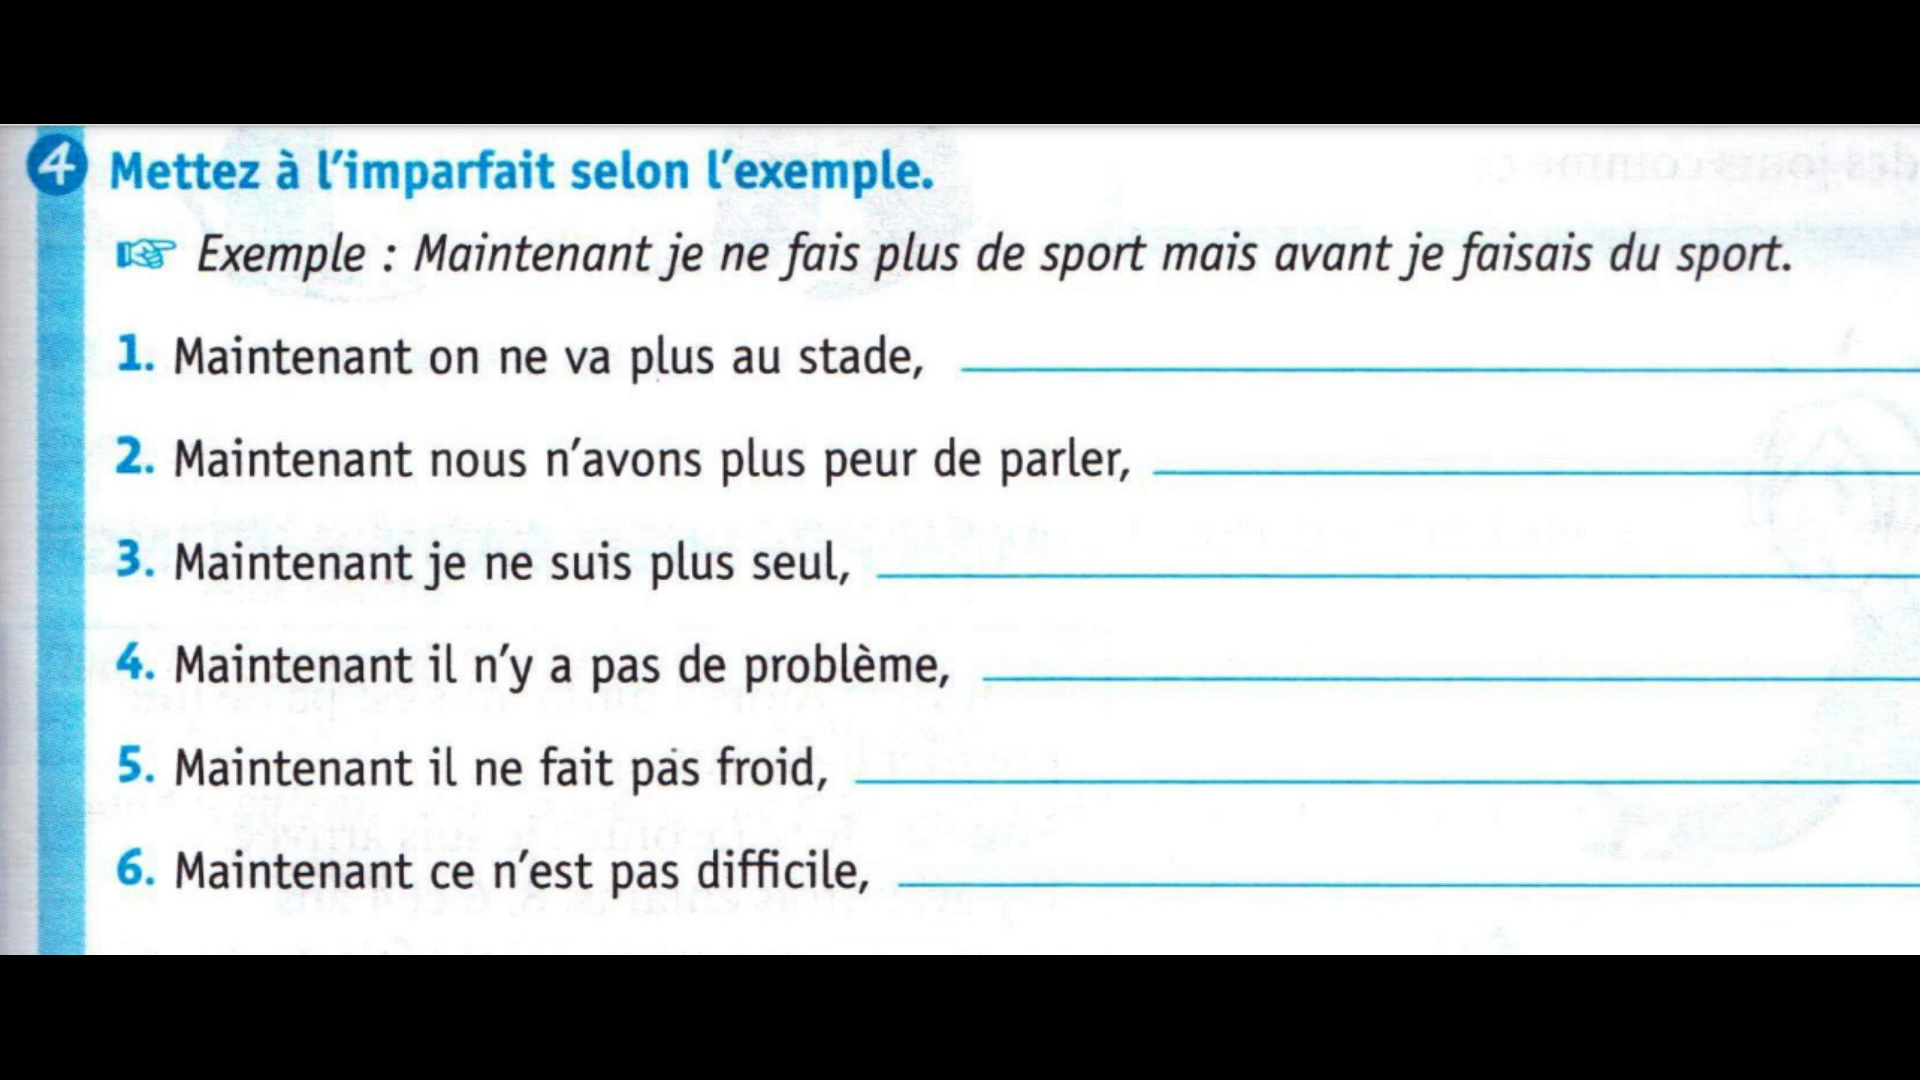 4 Mettez à l'imparfait selon l'exemple.
Exemple : Maintenant je ne fais plus de sport mais avant je faisais du sport.
1. Maintenant on ne va plus au stade,
2. Maintenant nous n'avons plus peur de parler,
3. Maintenant je ne suis plus seul,
4. Maintenant il n'y a pas de problème,
5. Maintenant il ne fait pas froid,
6. Maintenant ce n'est pas difficile,